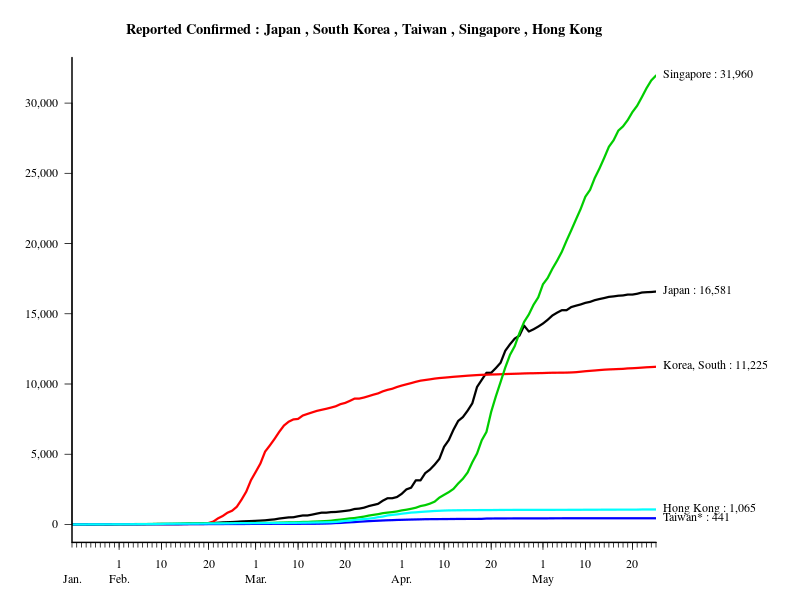 Reported Confirmed : Japan , South Korea , Taiwan , Singapore , Hong Kong
Singapore : 31,960
30,000
25,000
20,000
15,000
Japan : 16,581
10,000
Korea, South : 11,225
5,000
Hong Kong : 1,065
Taiwan* : 441
0
1 10 20 1 10 20 1 10 20 1 10 20
Jan. Feb. Mar. Apr. May